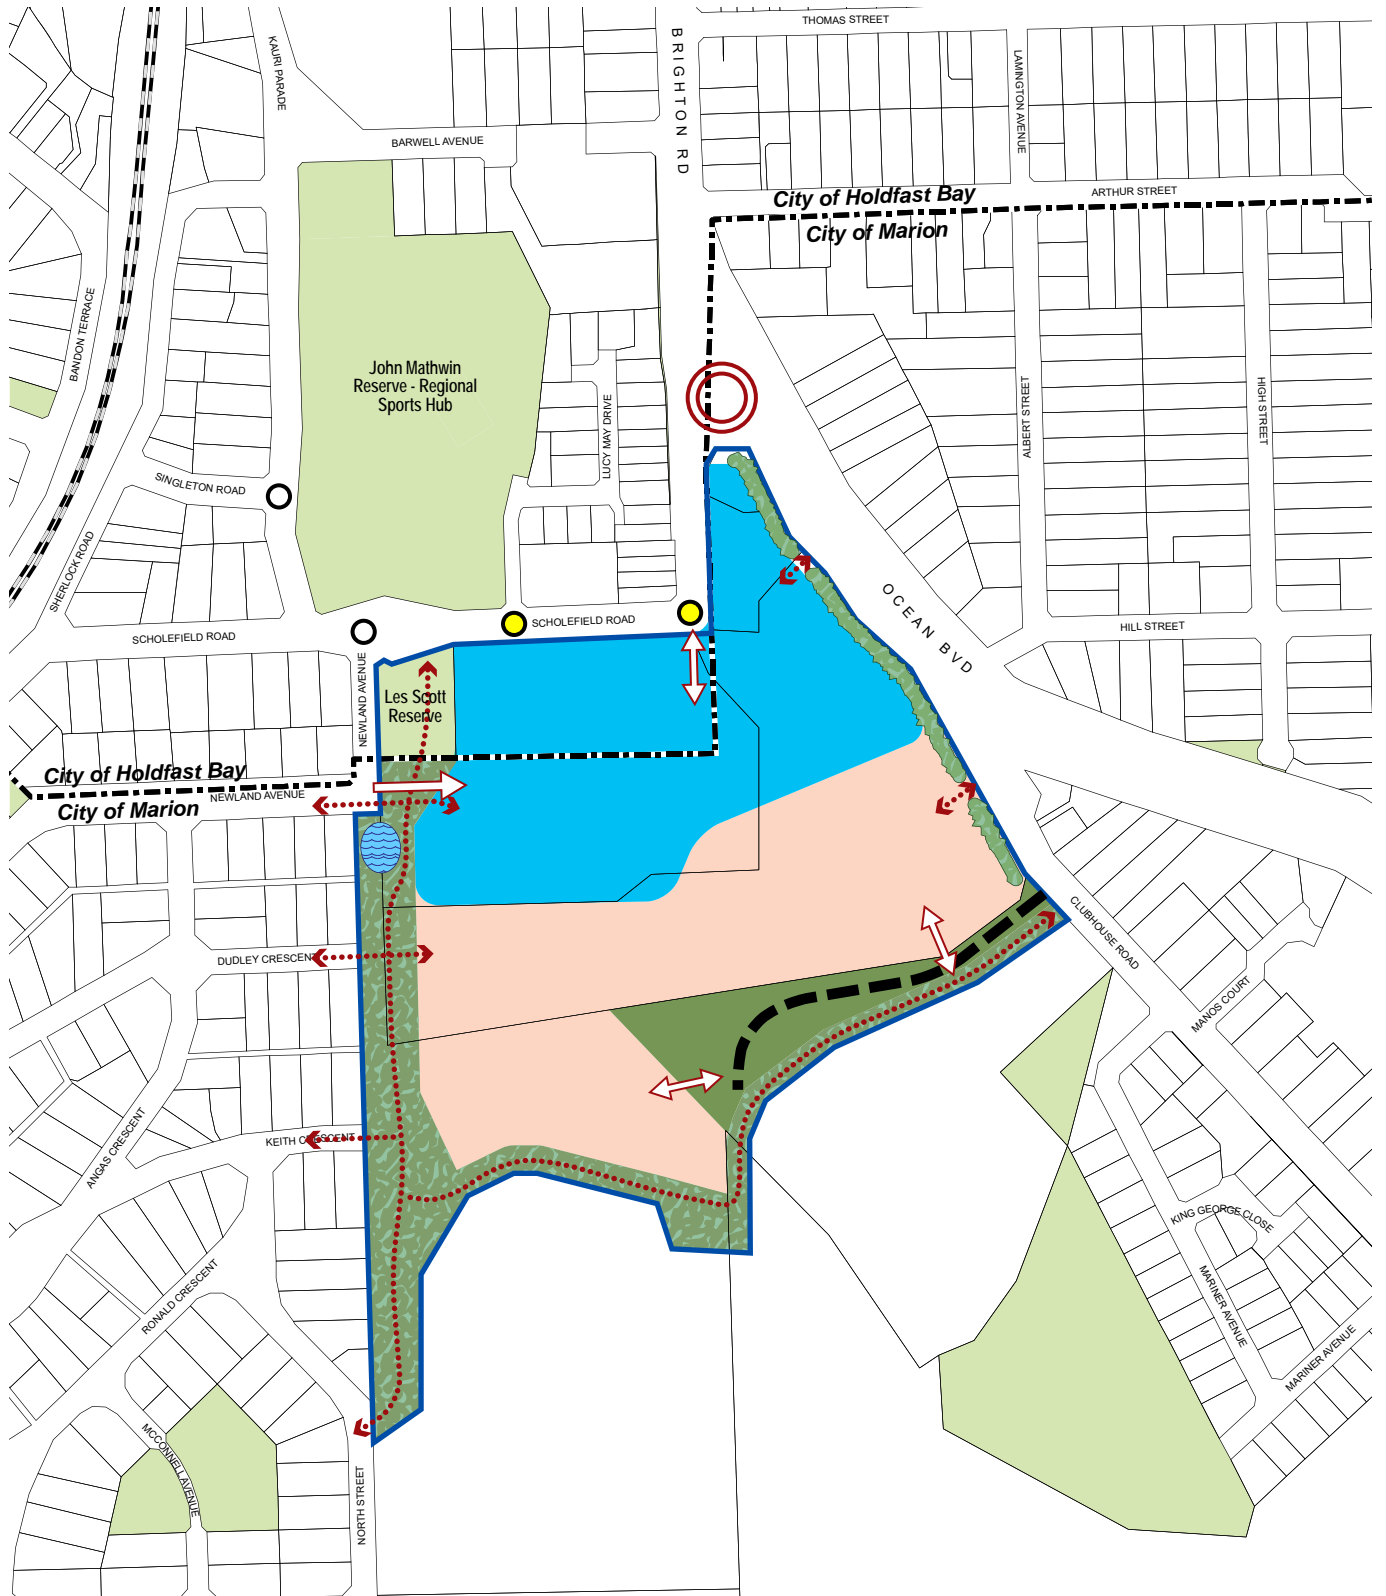 THOMAS STREET
KAURI PARADE
BRIGHTON RD
LAMINGTON AVENUE
BARWELL AVENUE
ARTHUR STREET
City of Holdfast Bay
City of Marion
BANDON TERRACE
John Mathwin
Reserve - Regional
Sports Hub
LUCY MAY DRIVE
ALBERT STREET
HIGH STREET
SINGLETON ROAD
SHERLOCK ROAD
SCHOLEFIELD ROAD
SCHOLEFIELD ROAD
OCEAN BVD
HILL STREET
NEWLAND AVENUE
Les Scott
Reserve
City of Holdfast Bay
NEWLAND AVENUE
City of Marion
CLUBHOUSE ROAD
DUDLEY CRESCENT
MANOS COURT
ANGAS CRESCENT
KEITH CRESCENT
KING GEORGE CLOSE
RONALD CRESCENT
MARINER AVENUE
MARINER AVENUE
MCCONNELL AVENUE
NORTH STREET